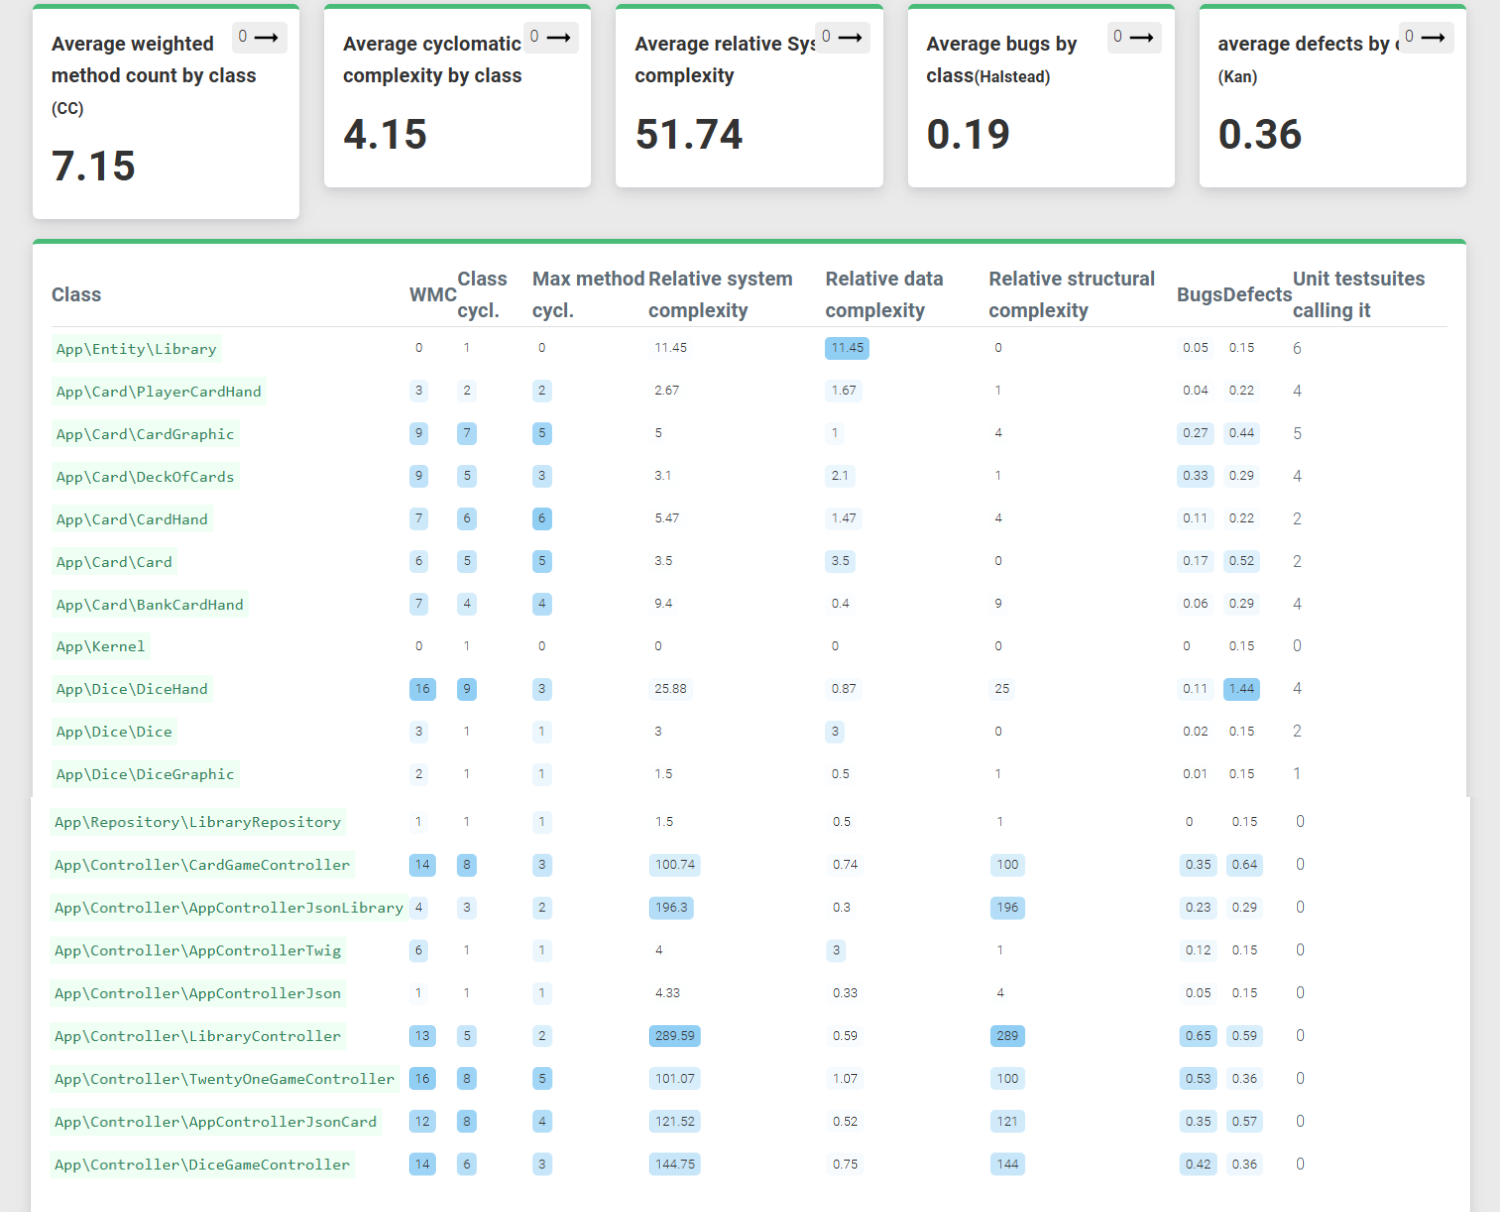 Average weighted
method count by class
(CC)
0 →
7.15
Average cyclomatic
complexity by class
0 →
4.15
Average relative Sys
complexity
0 →
51.74
Average bugs by
class(Halstead)
0 →
0.19
average defects by
(Kan)
0 →
0.36
Class WMC Class cycl. Max method cycl. Relative system complexity Relative data complexity Relative structural complexity Bugs Defects Unit testsuites calling it
App\Entity\Library 0 1 0 11.45 11.45 0 0.05 0.15 6
App\Card\PlayerCardHand 3 2 2 2.67 1.67 1 0.04 0.22 4
App\Card\CardGraphic 9 7 5 5 1 4 0.27 0.44 5
App\Card\DeckOfCards 9 5 3 3.1 2.1 1 0.33 0.29 4
App\Card\CardHand 7 6 6 5.47 1.47 4 0.11 0.22 2
App\Card\Card 6 5 5 3.5 3.5 0 0.17 0.52 2
App\Card\BankCardHand 7 4 4 9.4 0.4 9 0.06 0.29 4
App\Kernel 0 1 0 0 0 0 0 0.15 0
App\Dice\DiceHand 16 9 3 25.88 0.87 25 0.11 1.44 4
App\Dice\Dice 3 1 1 3 3 0 0.02 0.15 2
App\Dice\DiceGraphic 2 1 1 1.5 0.5 1 0.01 0.15 1
App\Repository\LibraryRepository 1 1 1 1.5 0.5 1 0 0.15 0
App\Controller\CardGameController 14 8 3 100.74 0.74 100 0.35 0.64 0
App\Controller\AppControllerJsonLibrary 4 3 2 196.3 0.3 196 0.23 0.29 0
App\Controller\AppControllerTwig 6 1 1 4 3 1 0.12 0.15 0
App\Controller\AppControllerJson 1 1 1 4.33 0.33 4 0.05 0.15 0
App\Controller\LibraryController 13 5 2 289.59 0.59 289 0.65 0.59 0
App\Controller\TwentyOneGameController 16 8 5 101.07 1.07 100 0.53 0.36 0
App\Controller\AppControllerJsonCard 12 8 4 121.52 0.52 121 0.35 0.57 0
App\Controller\DiceGameController 14 6 3 144.75 0.75 144 0.42 0.36 0